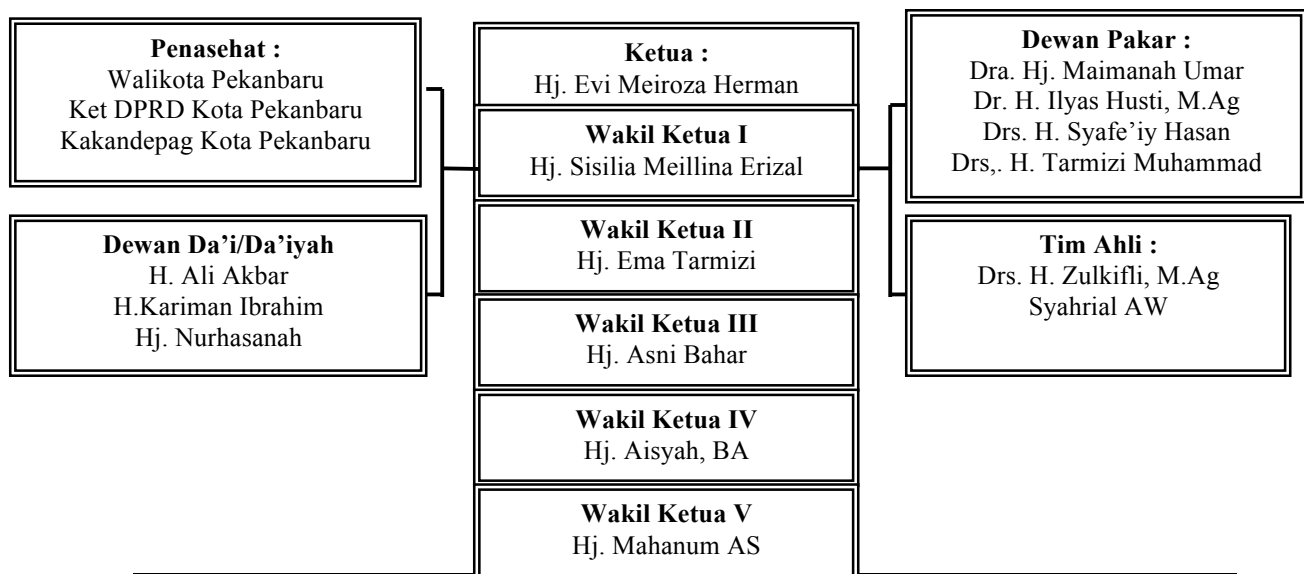 Penasehat :
Walikota Pekanbaru
Ket DPRD Kota Pekanbaru
Kakandepag Kota Pekanbaru
Dewan Da’i/Da’iyah
H. Ali Akbar
H.Kariman Ibrahim
Hj. Nurhasanah
Ketua :
Hj. Evi Meiroza Herman
Wakil Ketua I
Hj. Sisilia Meillina Erizal
Wakil Ketua II
Hj. Ema Tarmizi
Wakil Ketua III
Hj. Asni Bahar
Wakil Ketua IV
Hj. Aisyah, BA
Wakil Ketua V
Hj. Mahanum AS
Dewan Pakar :
Dra. Hj. Maimanah Umar
Dr. H. Ilyas Husti, M.Ag
Drs. H. Syafe’iy Hasan
Drs,. H. Tarmizi Muhammad
Tim Ahli :
Drs. H. Zulkifli, M.Ag
Syahrial AW